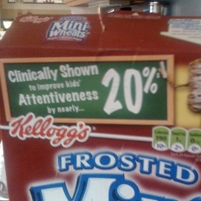 Mini
Wheats
Clinically Shown
to improve kids'
Attentiveness
by nearly...
20%
Kellogg's
FROSTED
Mini